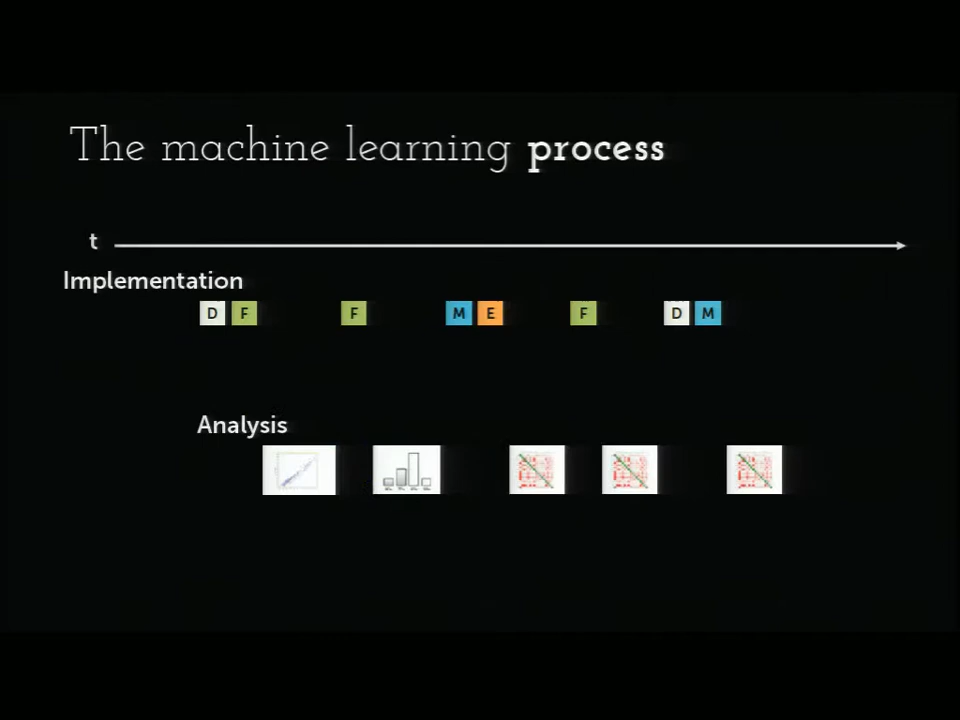 The machine learning process
t
Implementation
D F F M E F D M
Analysis